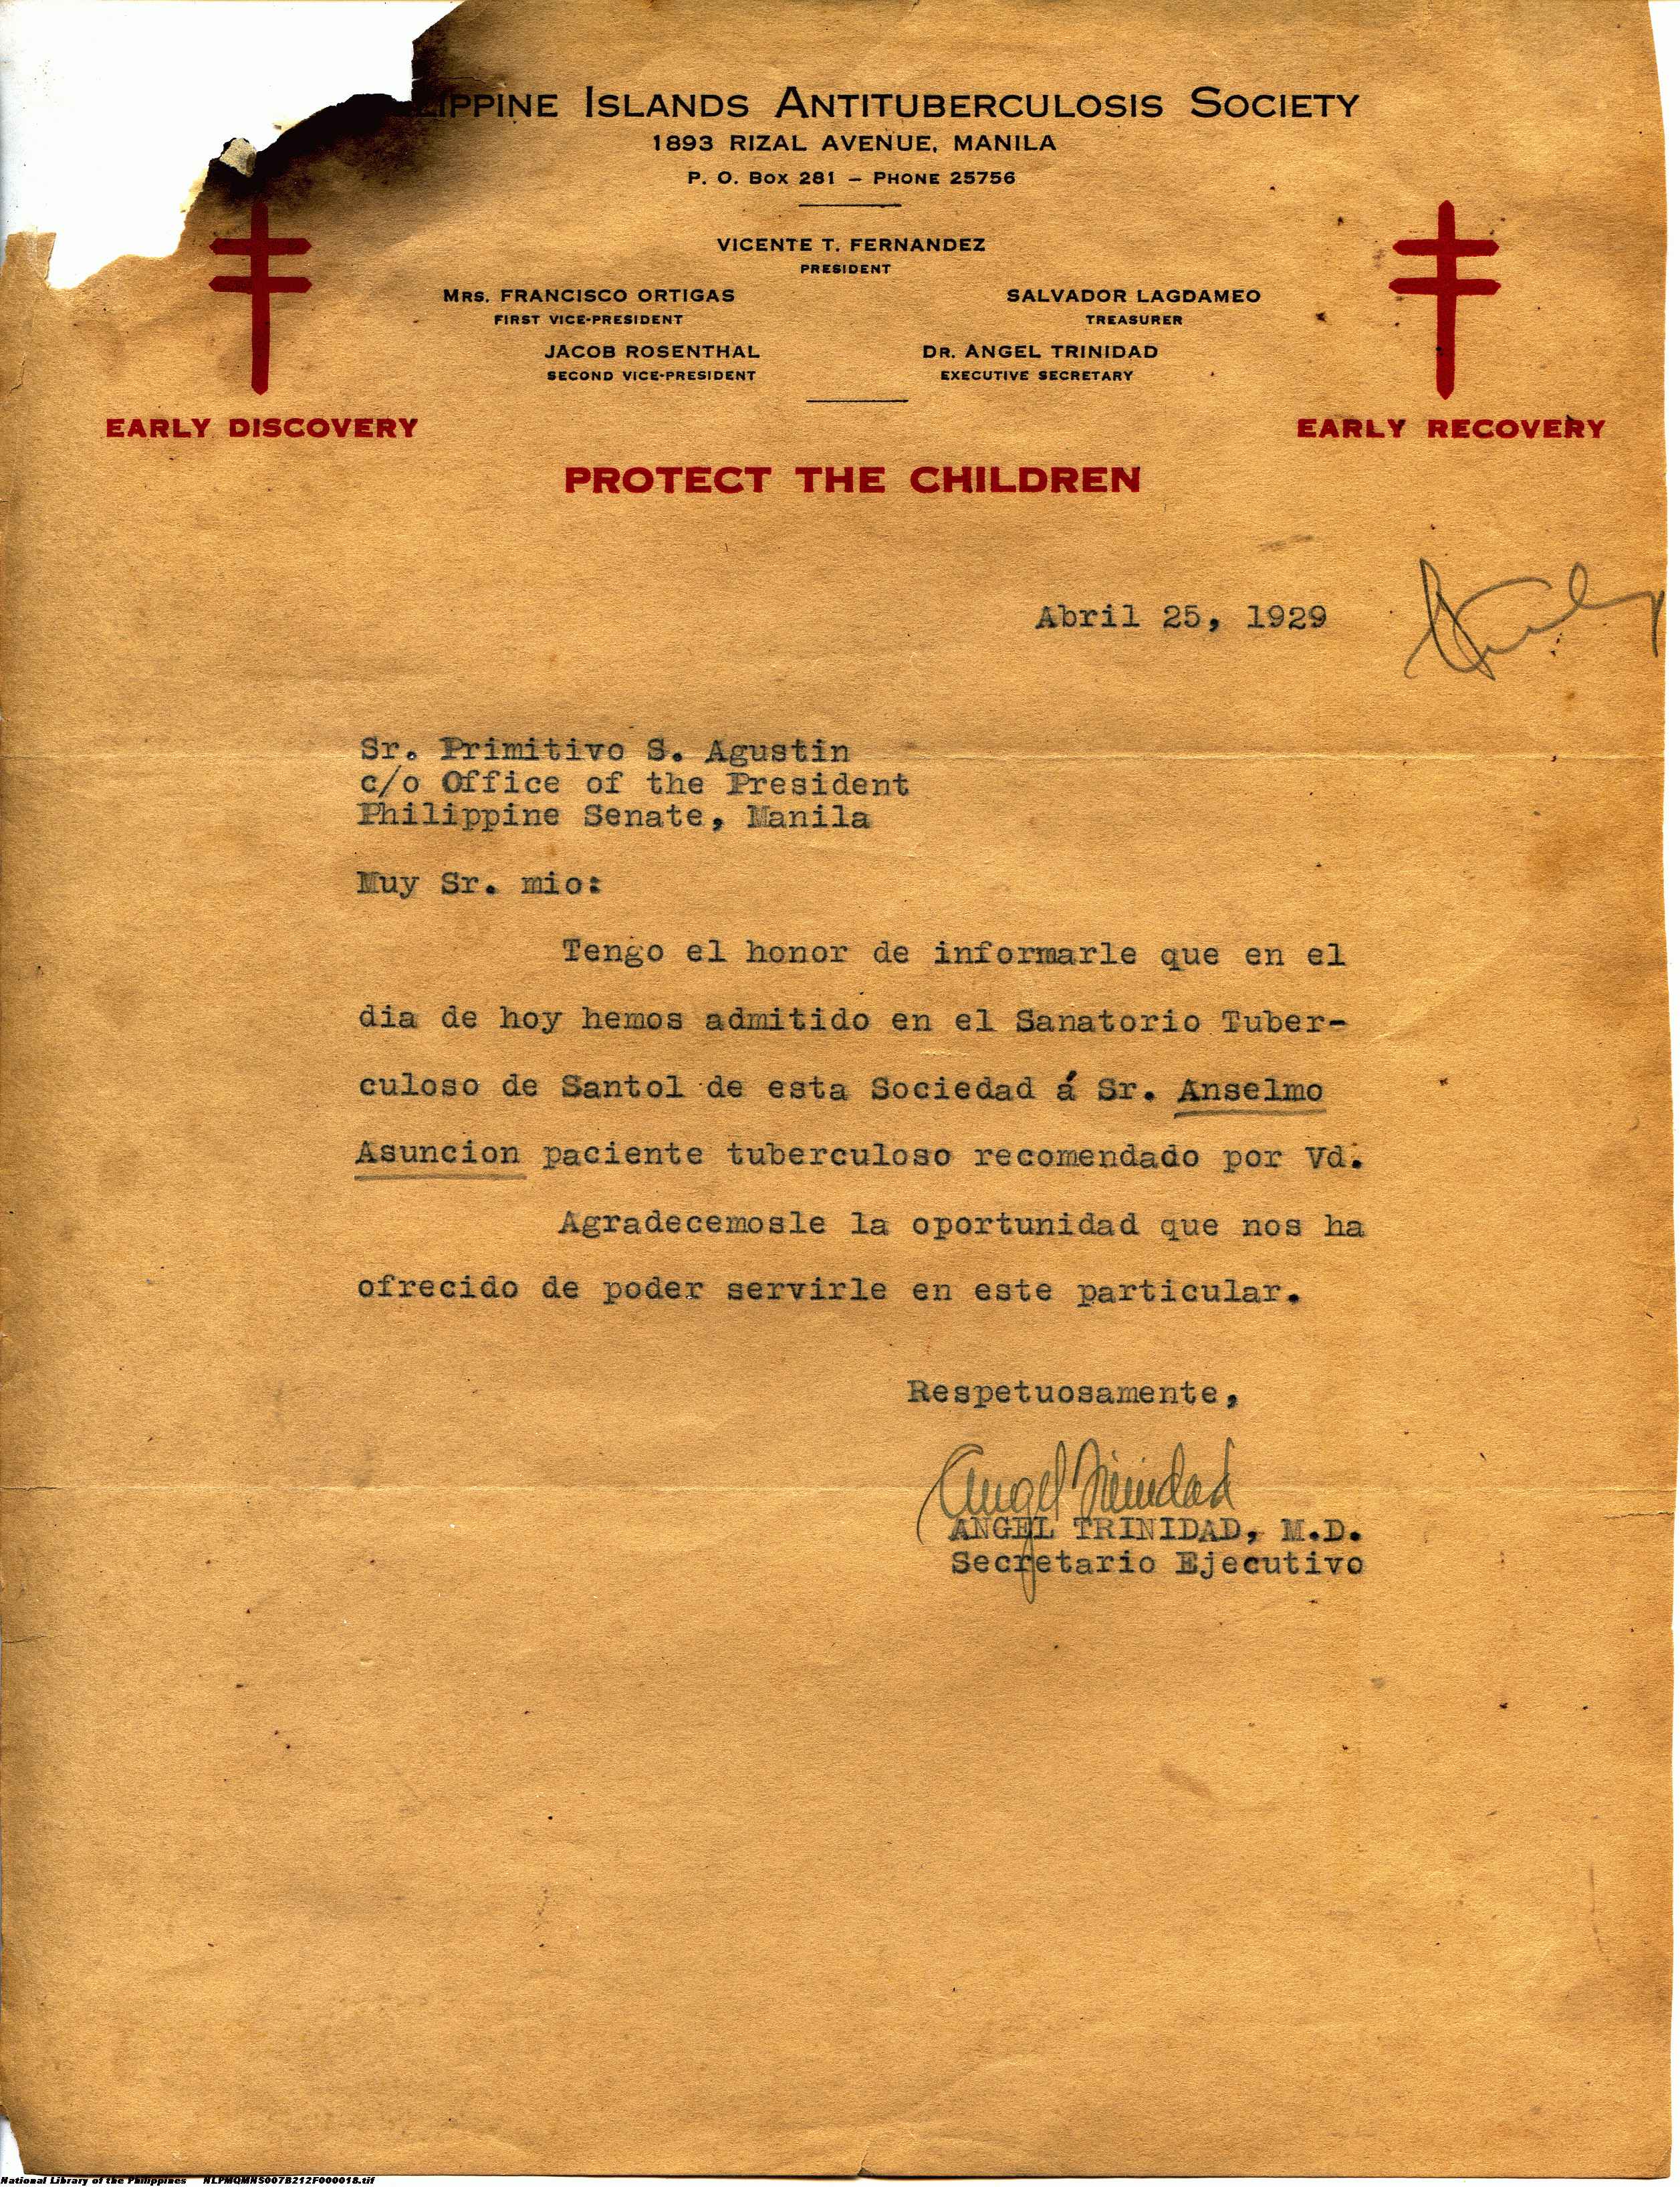 LIPPINE ISLANDS ANTITUBERCULOSIS SOCIETY
1893 RIZAL AVENUE, MANILA
P. O. BOX 281 — PHONE 25756
VICENTE T. FERNANDEZ
PRESIDENT
MRS. FRANCISCO ORTIGAS
FIRST VICE-PRESIDENT
SALVADOR LAGDAMEO
TREASURER
JACOB ROSENTHAL
SECOND VICE-PRESIDENT
DR. ANGEL TRINIDAD
EXECUTIVE SECRETARY
EARLY DISCOVERY
EARLY RECOVERY
PROTECT THE CHILDREN
Abril 25, 1929
Sr. Primitivo S. Agustin
c/o Office of the President
Philippine Senate, Manila
Muy Sr. mio:
Tengo el honor de informarle que en el
dia de hoy hemos admitido en el Sanatorio Tuber-
culoso de Santol de esta Sociedad á Sr. Anselmo
Asuncion paciente tuberculoso recomendado por Vd.
Agradecemosle la oportunidad que nos ha
ofrecido de poder servirle en este particular.
Respetuosamente,
Angel Trinidad
ANGEL TRINIDAD, M.D.
Secretario Ejecutivo
National Library of the Philippines NLPMQMNS007B212F000018.tif